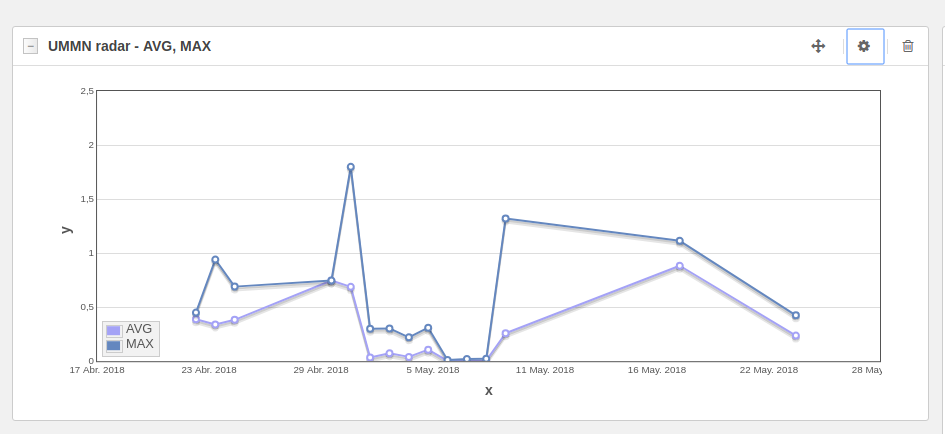 UMMN radar - AVG, MAX
2,5
2
1,5
1
0,5
0
y
AVG
MAX
17 Abr. 2018 23 Abr. 2018 29 Abr. 2018 5 May. 2018 11 May. 2018 16 May. 2018 22 May. 2018 28 May
x